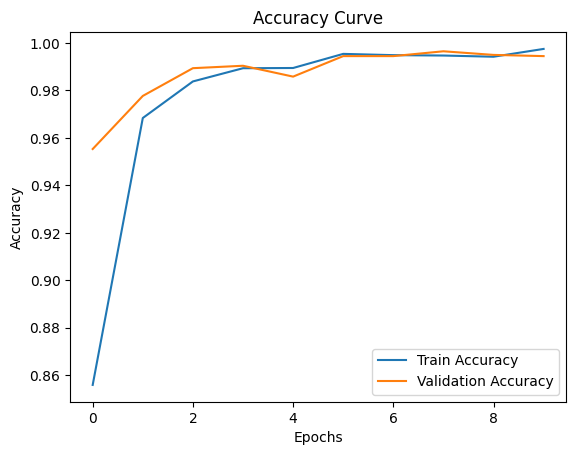 Accuracy Curve
1.00
0.98
0.96
0.94
0.92
0.90
0.88
0.86
Accuracy
0 2 4 6 8
Epochs
Train Accuracy
Validation Accuracy